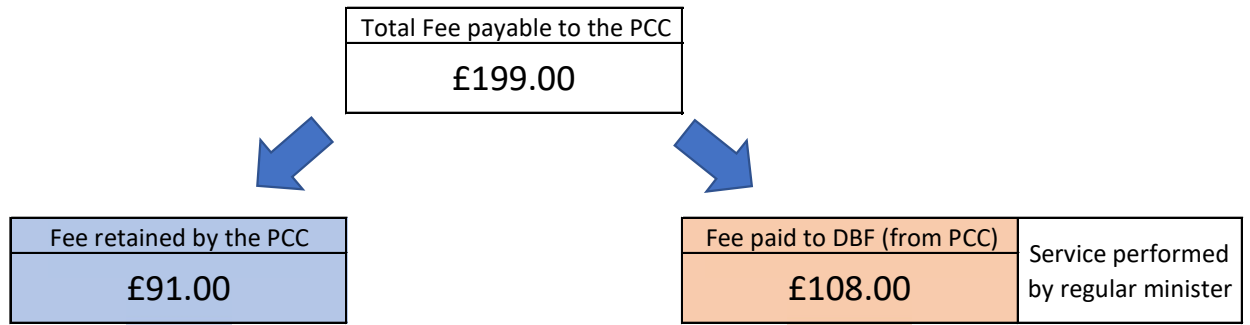 Total Fee payable to the PCC
£199.00
Fee retained by the PCC
£91.00
Fee paid to DBF (from PCC)
£108.00
Service performed
by regular minister